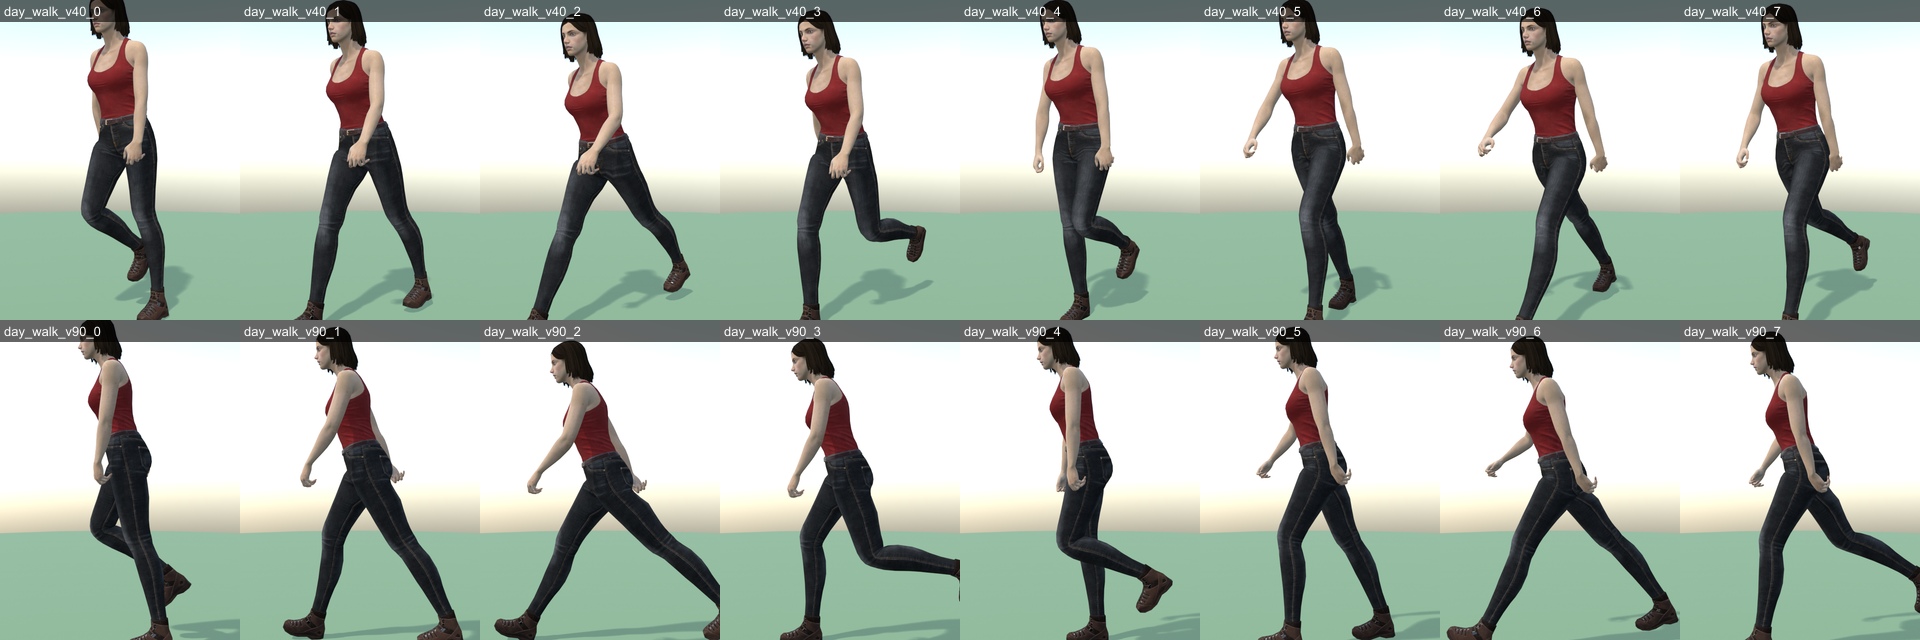 day_walk_v40_0
day_walk_v40_1
day_walk_v40_2
day_walk_v40_3
day_walk_v40_4
day_walk_v40_5
day_walk_v40_6
day_walk_v40_7
day_walk_v90_0
day_walk_v90_1
day_walk_v90_2
day_walk_v90_3
day_walk_v90_4
day_walk_v90_5
day_walk_v90_6
day_walk_v90_7